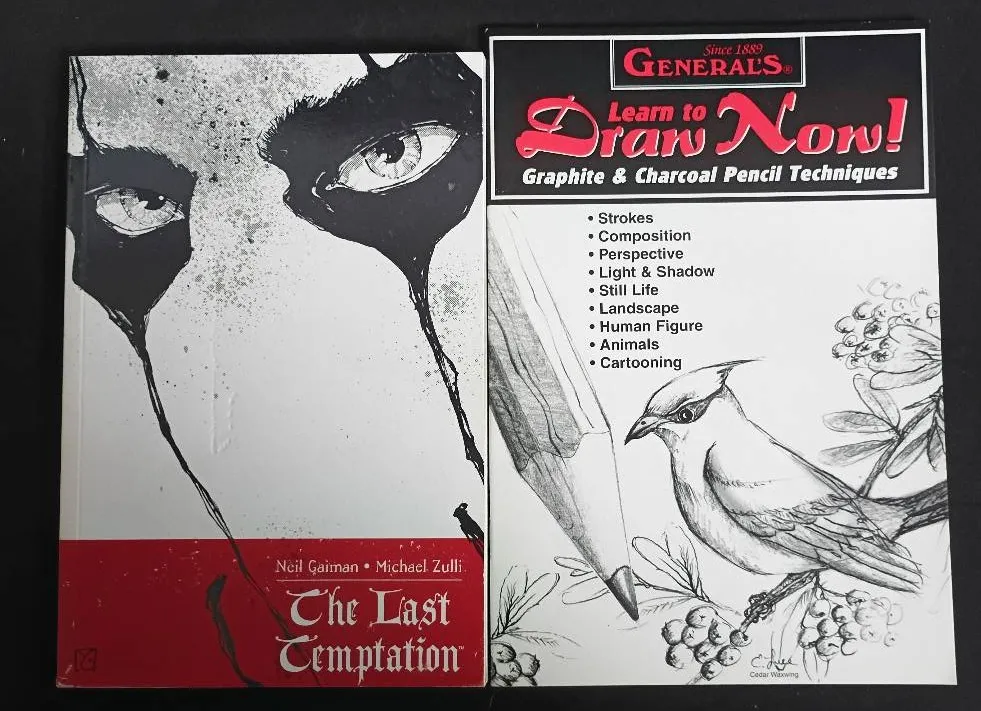 Neil Gaiman • Michael Zulli
The Last
Temptation™
Since 1889
GENERAL'S®
Learn to
Draw Now!
Graphite & Charcoal Pencil Techniques
• Strokes
• Composition
• Perspective
• Light & Shadow
• Still Life
• Landscape
• Human Figure
• Animals
• Cartooning
Cedar Waxwing